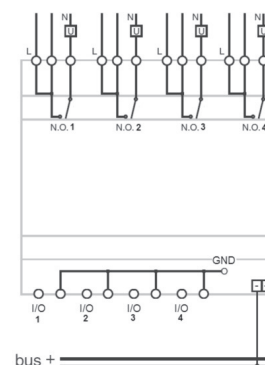 N N N N
U U U U
L L L L
N.O. 1 N.O. 2 N.O. 3 N.O. 4
GND
-
I/O I/O I/O I/O
1 2 3 4
bus +